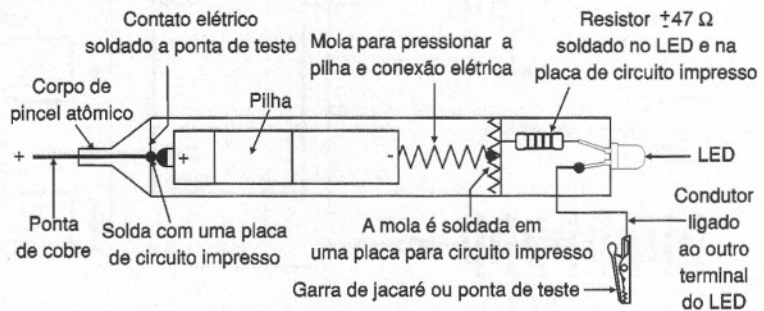 Contato elétrico
soldado a ponta de teste
Resistor ±47 Ω
soldado no LED e na
placa de circuito impresso
Mola para pressionar a
pilha e conexão elétrica
Corpo de
pincel atômico
Pilha
+
+
-
LED
Ponta
de cobre
Solda com uma placa
de circuito impresso
A mola é soldada em
uma placa para circuito impresso
Condutor
ligado
ao outro
terminal
do LED
Garra de jacaré ou ponta de teste